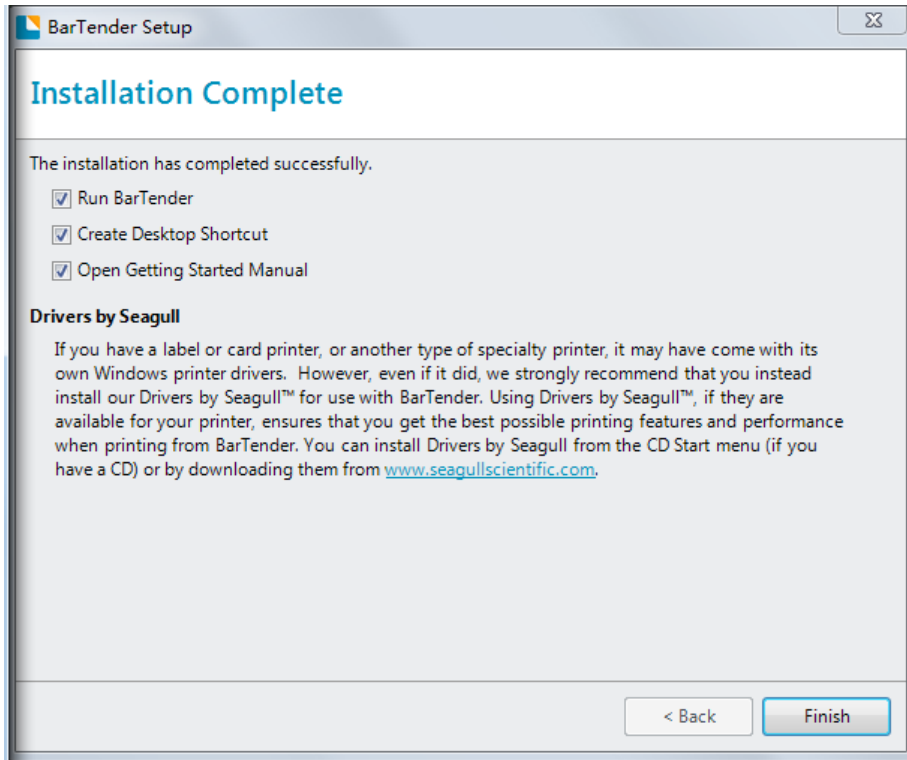 BarTender Setup
Installation Complete
The installation has completed successfully.
Run BarTender
Create Desktop Shortcut
Open Getting Started Manual
Drivers by Seagull
If you have a label or card printer, or another type of specialty printer, it may have come with its
own Windows printer drivers.  However, even if it did, we strongly recommend that you instead
install our Drivers by Seagull™ for use with BarTender. Using Drivers by Seagull™, if they are
available for your printer, ensures that you get the best possible printing features and performance
when printing from BarTender. You can install Drivers by Seagull from the CD Start menu (if you
have a CD) or by downloading them from www.seagullscientific.com.
< Back
Finish